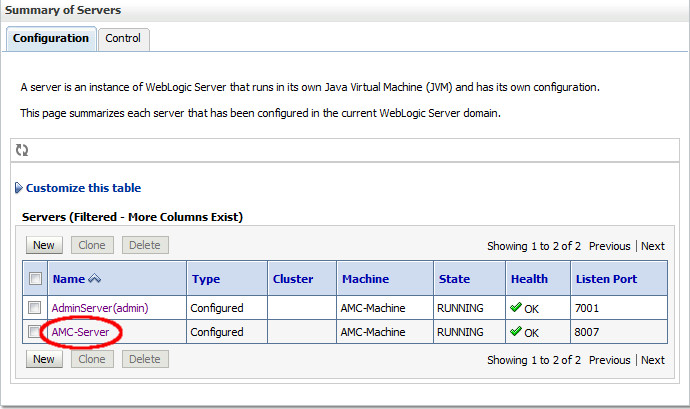 Summary of Servers
Configuration Control
A server is an instance of WebLogic Server that runs in its own Java Virtual Machine (JVM) and has its own configuration.
This page summarizes each server that has been configured in the current WebLogic Server domain.
Customize this table
Servers (Filtered - More Columns Exist)
New Clone Delete Showing 1 to 2 of 2 Previous | Next
Name Type Cluster Machine State Health Listen Port
AdminServer(admin) Configured AMC-Machine RUNNING OK 7001
AMC-Server Configured AMC-Machine RUNNING OK 8007
New Clone Delete Showing 1 to 2 of 2 Previous | Next